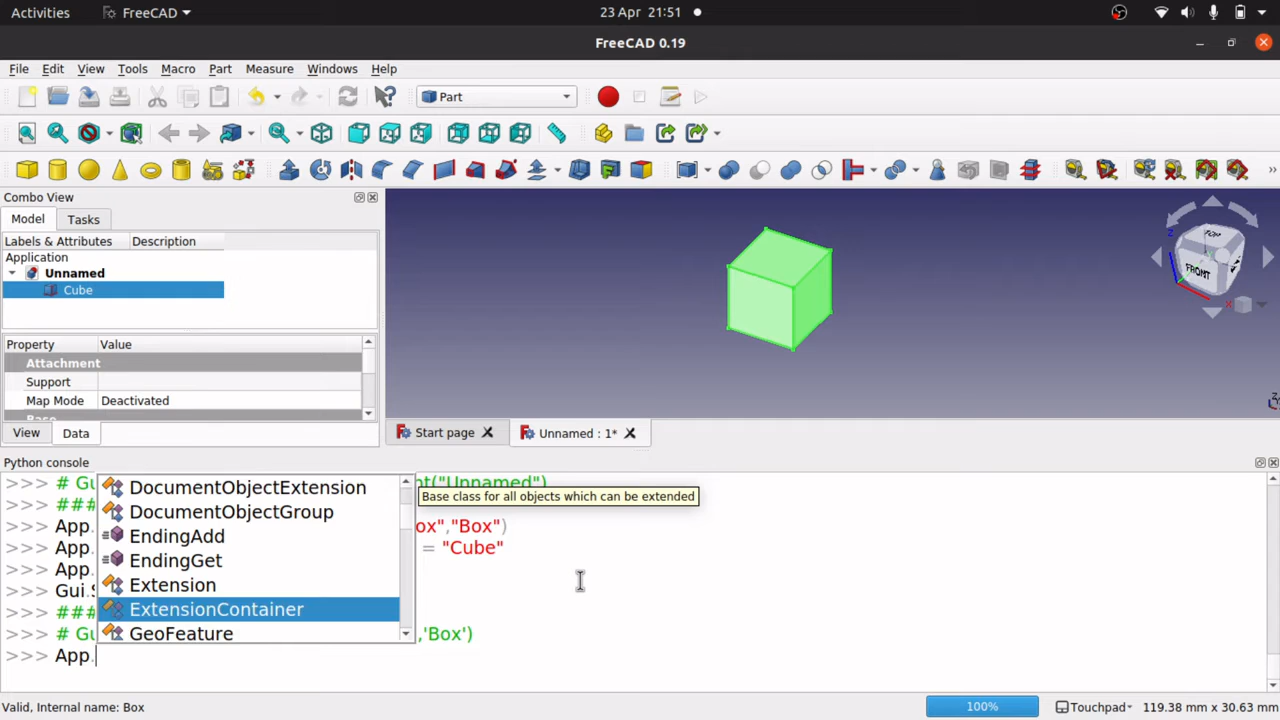 Activities FreeCAD 23 Apr 21:51
FreeCAD 0.19
File Edit View Tools Macro Part Measure Windows Help
Part
Combo View
Model Tasks
Labels & Attributes Description
Application
Unnamed
Cube
Property Value
Attachment
Support
Map Mode Deactivated
View Data
TOP
FRONT
Start page Unnamed : 1*
Python console
>>> # Gu nt("Unnamed")
>>> ###
>>> App. ox","Box")
>>> App. = "Cube"
>>> App.
>>> Gui.S
>>> ###
>>> # Gu ,'Box')
>>> App.
DocumentObjectExtension
DocumentObjectGroup
EndingAdd
EndingGet
Extension
ExtensionContainer
GeoFeature
Base class for all objects which can be extended
Valid, Internal name: Box 100% Touchpad 119.38 mm x 30.63 mm